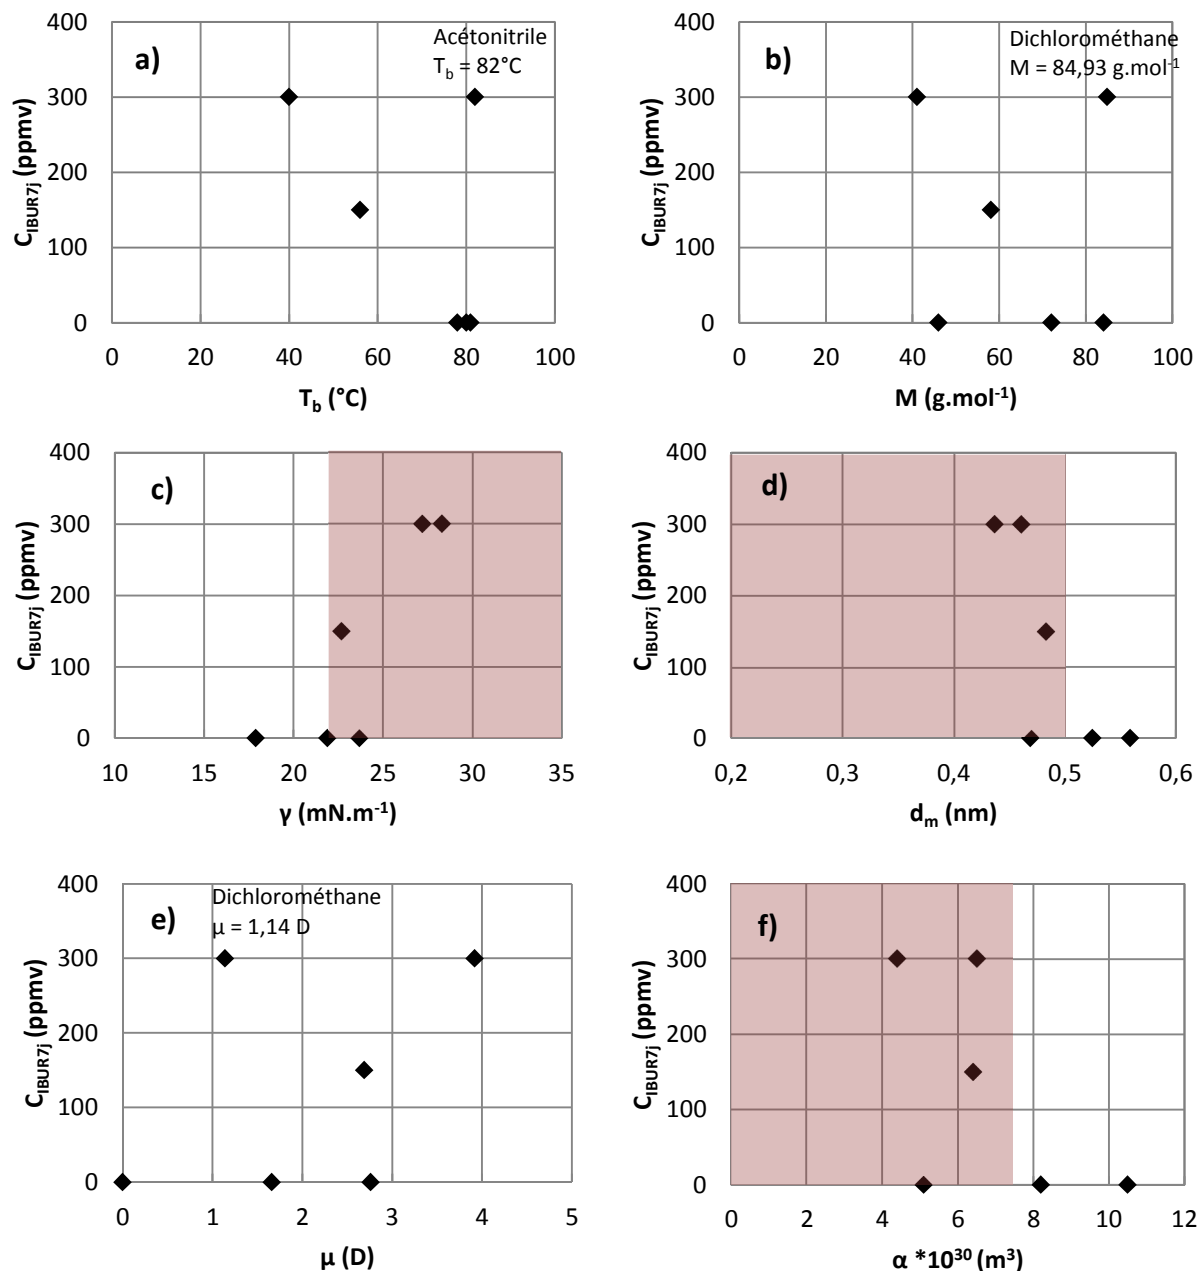 a)
Acétonitrile
T_b = 82°C
400
300
200
100
0
C_IBUR7j (ppmv)
0 20 40 60 80 100
T_b (°C)
b)
Dichlorométhane
M = 84,93 g.mol⁻¹
400
300
200
100
0
C_IBUR7j (ppmv)
0 20 40 60 80 100
M (g.mol⁻¹)
c)
400
300
200
100
0
C_IBUR7j (ppmv)
10 15 20 25 30 35
γ (mN.m⁻¹)
d)
400
300
200
100
0
C_IBUR7j (ppmv)
0,2 0,3 0,4 0,5 0,6
d_m (nm)
e)
Dichlorométhane
μ = 1,14 D
400
300
200
100
0
C_IBUR7j (ppmv)
0 1 2 3 4 5
μ (D)
f)
400
300
200
100
0
C_IBUR7j (ppmv)
0 2 4 6 8 10 12
α *10³⁰ (m³)